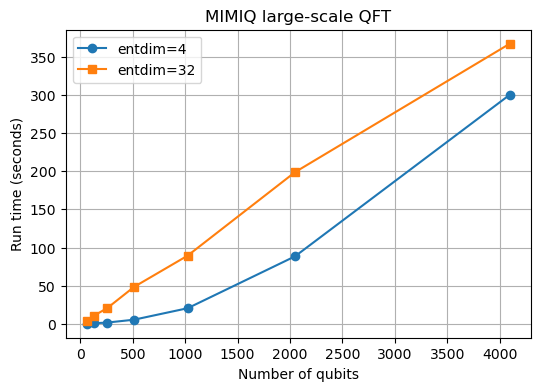 MIMIQ large-scale QFT
entdim=4
entdim=32
Run time (seconds)
350
300
250
200
150
100
50
0
0 500 1000 1500 2000 2500 3000 3500 4000
Number of qubits